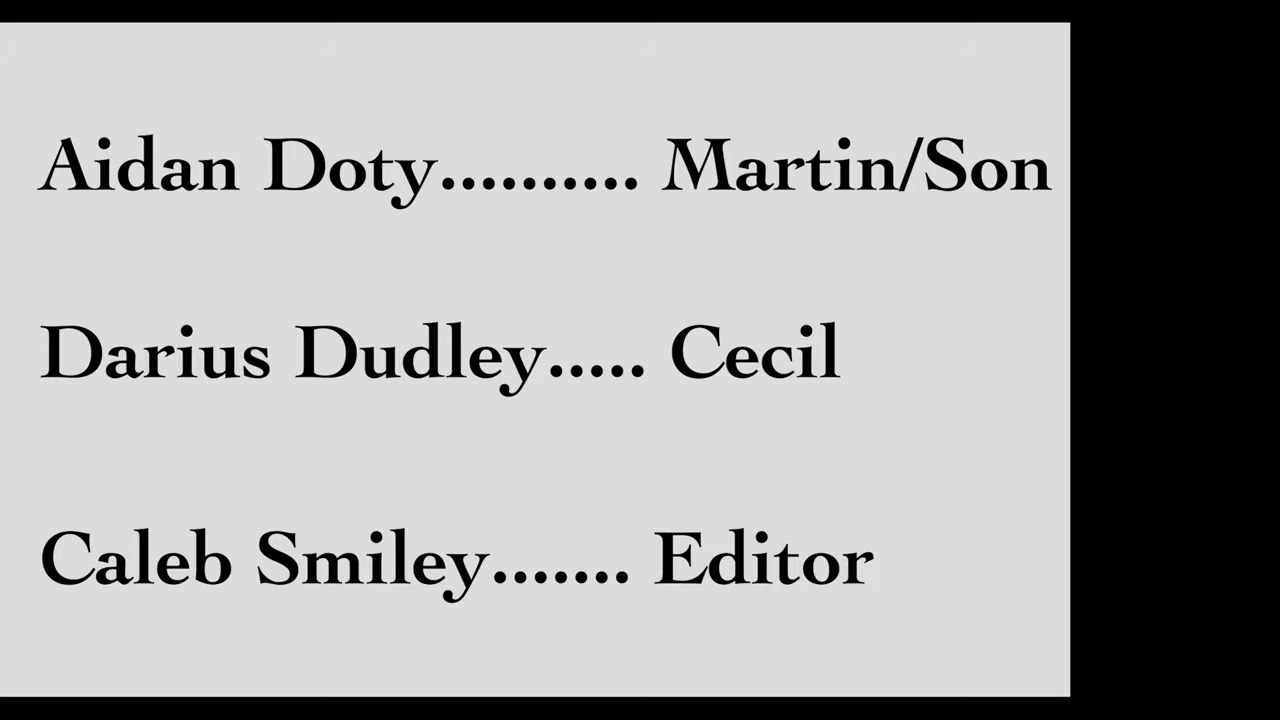 Aidan Doty.......... Martin/Son
Darius Dudley..... Cecil
Caleb Smiley....... Editor